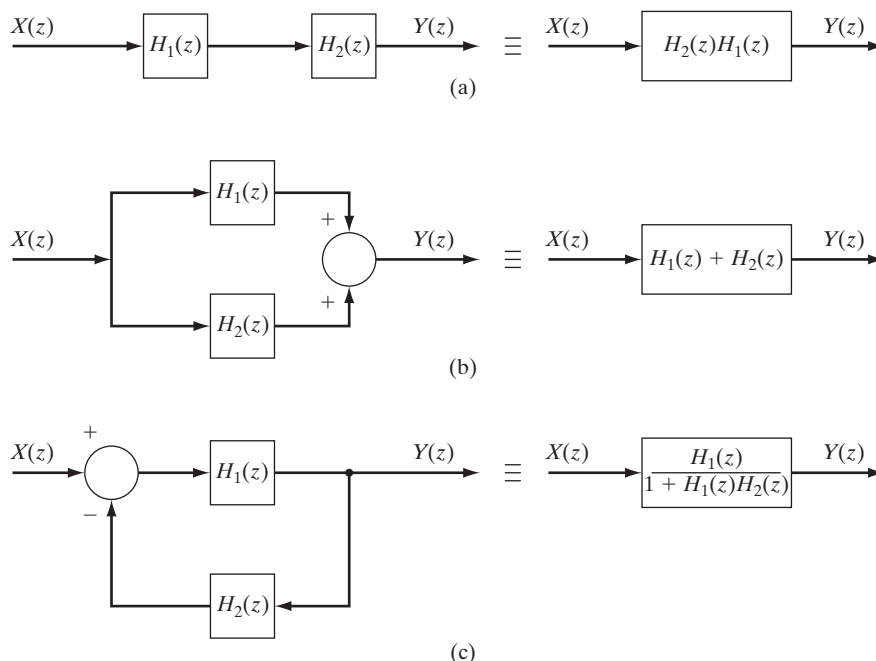 X(z) H₁(z) H₂(z) Y(z) ≡ X(z) H₂(z)H₁(z) Y(z)
(a)
H₁(z)
+
X(z) Y(z) ≡ X(z) H₁(z) + H₂(z) Y(z)
+
H₂(z)
(b)
+
X(z) H₁(z) Y(z) ≡ X(z) H₁(z) Y(z)
1 + H₁(z)H₂(z)
−
H₂(z)
(c)